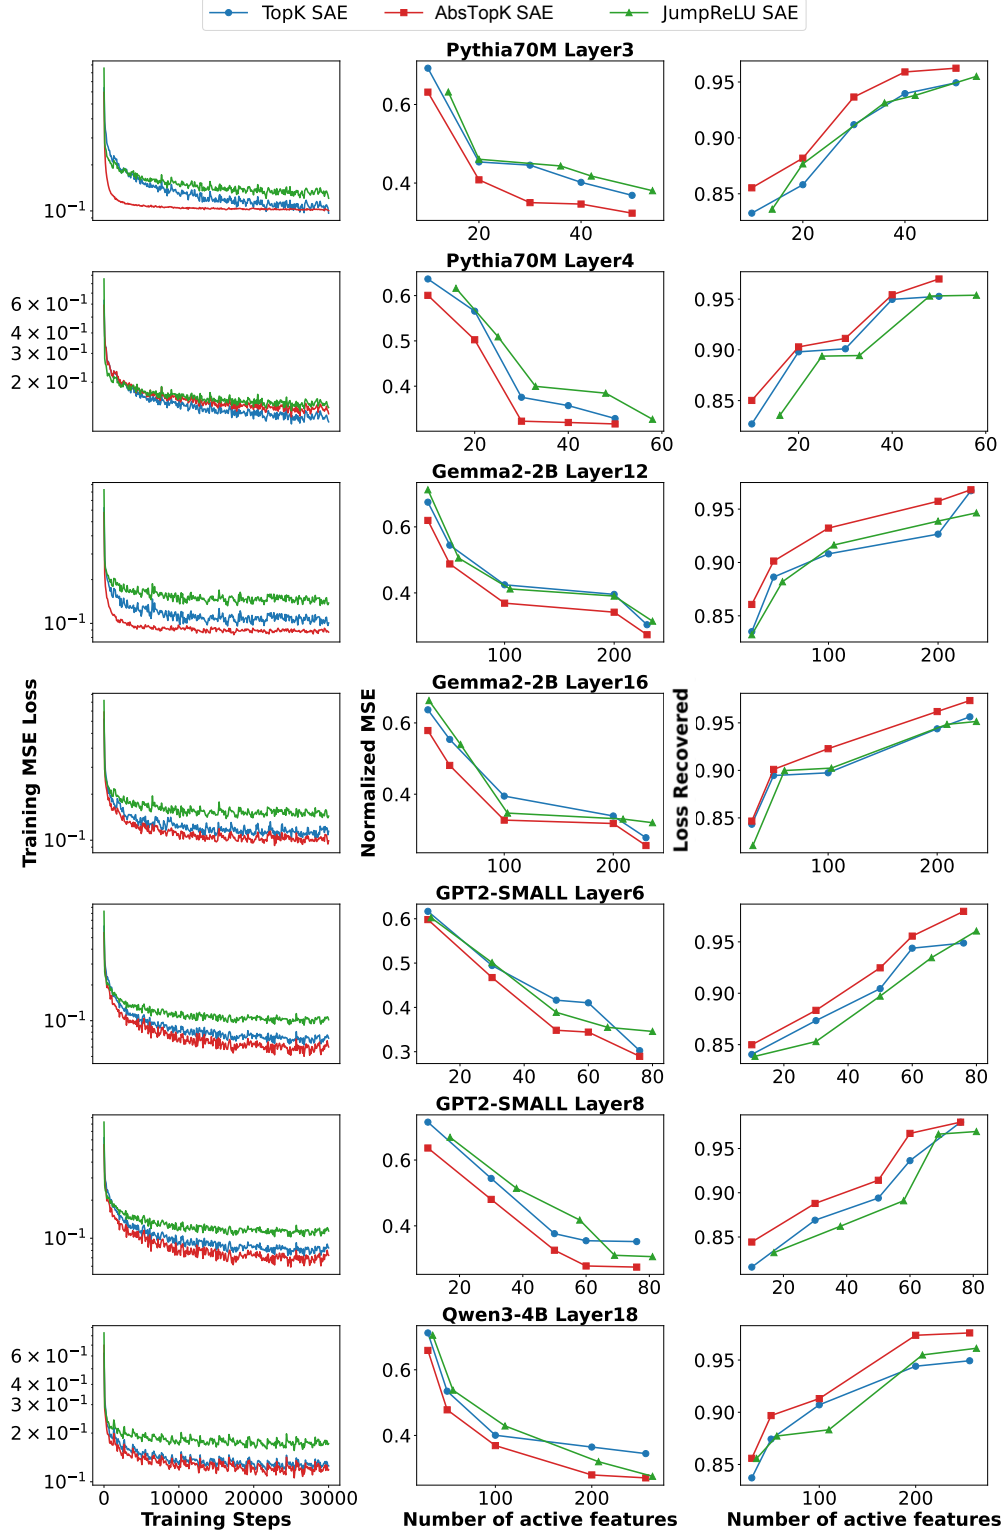 TopK SAE AbsTopK SAE JumpReLU SAE
Pythia70M Layer3
10⁻¹
0.6
0.4
20 40
0.95
0.90
0.85
20 40
Pythia70M Layer4
6 × 10⁻¹
4 × 10⁻¹
3 × 10⁻¹
2 × 10⁻¹
0.6
0.5
0.4
20 40 60
0.95
0.90
0.85
20 40 60
Gemma2-2B Layer12
10⁻¹
0.6
0.4
100 200
0.95
0.90
0.85
100 200
Gemma2-2B Layer16
Training MSE Loss
10⁻¹
Normalized MSE
0.6
0.4
100 200
Loss Recovered
0.95
0.90
0.85
100 200
GPT2-SMALL Layer6
10⁻¹
0.6
0.5
0.4
0.3
20 40 60 80
0.95
0.90
0.85
20 40 60 80
GPT2-SMALL Layer8
10⁻¹
0.6
0.4
20 40 60 80
0.95
0.90
0.85
20 40 60 80
Qwen3-4B Layer18
6 × 10⁻¹
4 × 10⁻¹
3 × 10⁻¹
2 × 10⁻¹
10⁻¹
0 10000 20000 30000
Training Steps
0.6
0.4
100 200
Number of active features
0.95
0.90
0.85
100 200
Number of active features